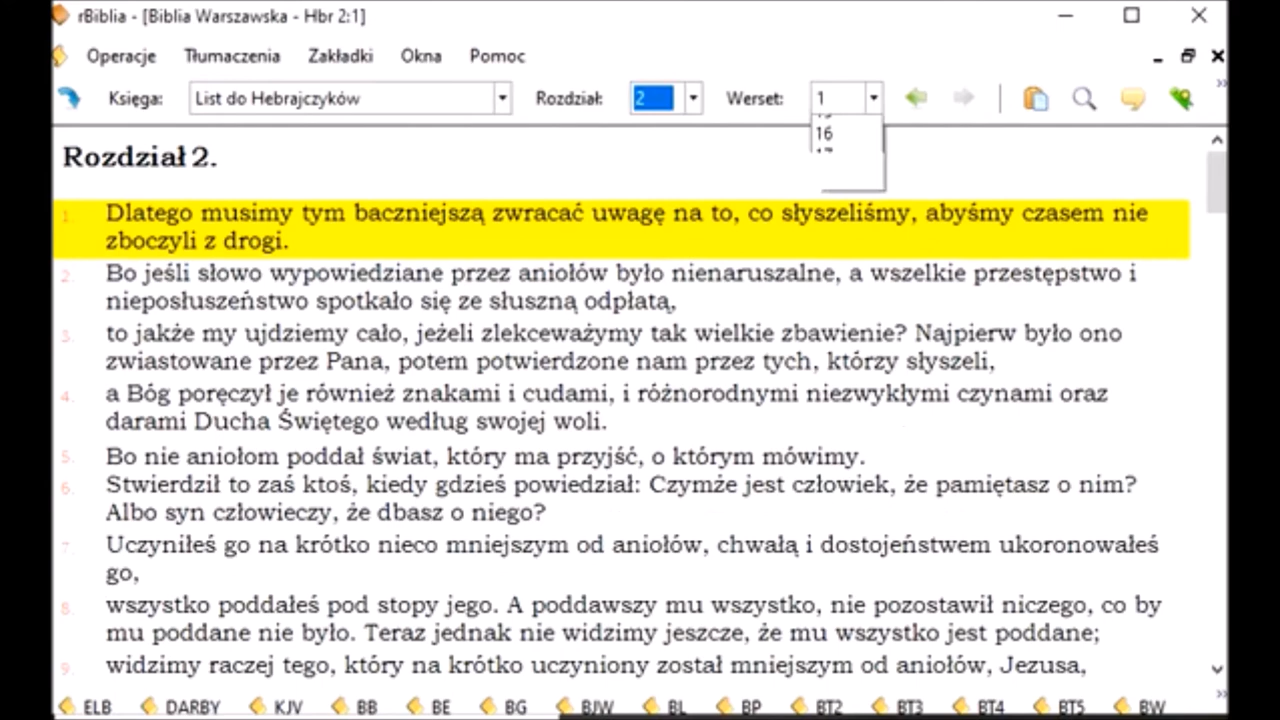 rBiblia - [Biblia Warszawska - Hbr 2:1]
Operacje Tłumaczenia Zakładki Okna Pomoc
Księga: List do Hebrajczyków Rozdział: 2 Werset: 1
16
Rozdział 2.
1. Dlatego musimy tym baczniejszą zwracać uwagę na to, co słyszeliśmy, abyśmy czasem nie
zboczyli z drogi.
2. Bo jeśli słowo wypowiedziane przez aniołów było nienaruszalne, a wszelkie przestępstwo i
nieposłuszeństwo spotkało się ze słuszną odpłatą,
3. to jakże my ujdziemy cało, jeżeli zlekceważymy tak wielkie zbawienie? Najpierw było ono
zwiastowane przez Pana, potem potwierdzone nam przez tych, którzy słyszeli,
4. a Bóg poręczył je również znakami i cudami, i różnorodnymi niezwykłymi czynami oraz
darami Ducha Świętego według swojej woli.
5. Bo nie aniołom poddał świat, który ma przyjść, o którym mówimy.
6. Stwierdził to zaś ktoś, kiedy gdzieś powiedział: Czymże jest człowiek, że pamiętasz o nim?
Albo syn człowieczy, że dbasz o niego?
7. Uczyniłeś go na krótko nieco mniejszym od aniołów, chwałą i dostojeństwem ukoronowałeś
go,
8. wszystko poddałeś pod stopy jego. A poddawszy mu wszystko, nie pozostawił niczego, co by
mu poddane nie było. Teraz jednak nie widzimy jeszcze, że mu wszystko jest poddane;
9. widzimy raczej tego, który na krótko uczyniony został mniejszym od aniołów, Jezusa,
ELB DARBY KJV BB BE BG BJW BL BP BT2 BT3 BT4 BT5 BW